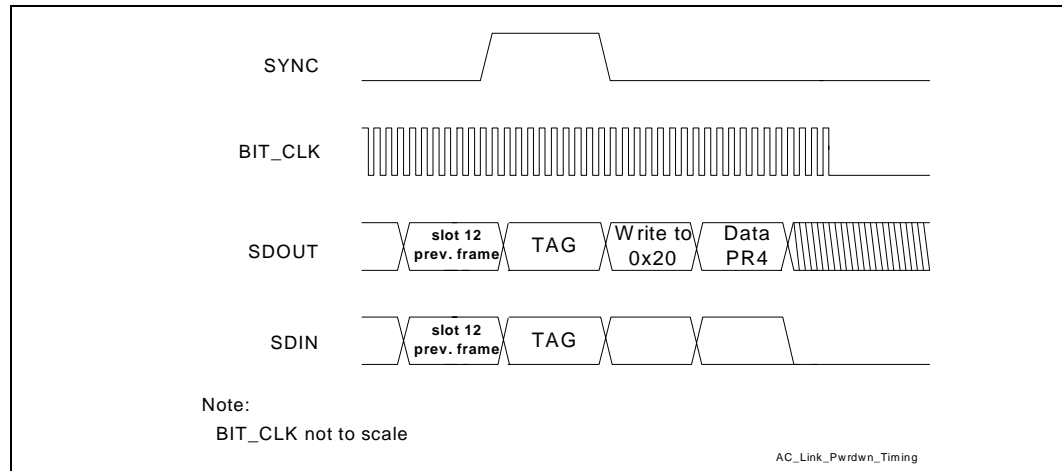 SYNC
BIT_CLK
SDOUT
slot 12
prev. frame
TAG
Write to
0x20
Data
PR4
SDIN
slot 12
prev. frame
TAG
Note:
BIT_CLK not to scale
AC_Link_Pwrdwn_Timing